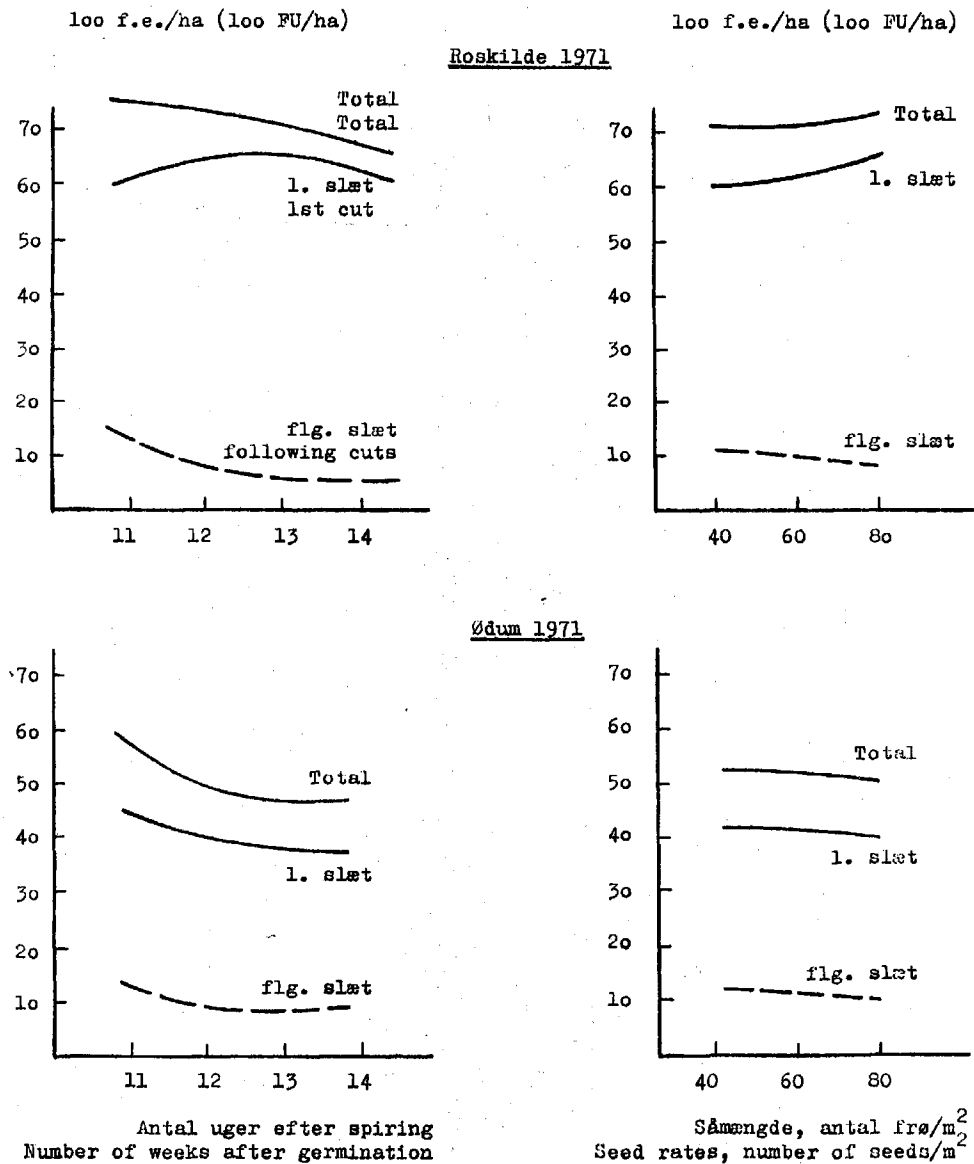 loo f.e./ha (loo FU/ha)
loo f.e./ha (loo FU/ha)
Roskilde 1971
Total
Total
1. slæt
1st cut
flg. slæt
following cuts
7o
6o
5o
4o
3o
2o
1o
11 12 13 14
Total
1. slæt
flg. slæt
7o
6o
5o
4o
3o
2o
1o
40 60 8o
Ødum 1971
Total
1. slæt
flg. slæt
7o
6o
5o
4o
3o
2o
1o
11 12 13 14
Antal uger efter spiring
Number of weeks after germination
Total
1. slæt
flg. slæt
7o
6o
5o
4o
3o
2o
1o
40 60 80
Såmængde, antal frø/m²
Seed rates, number of seeds/m²